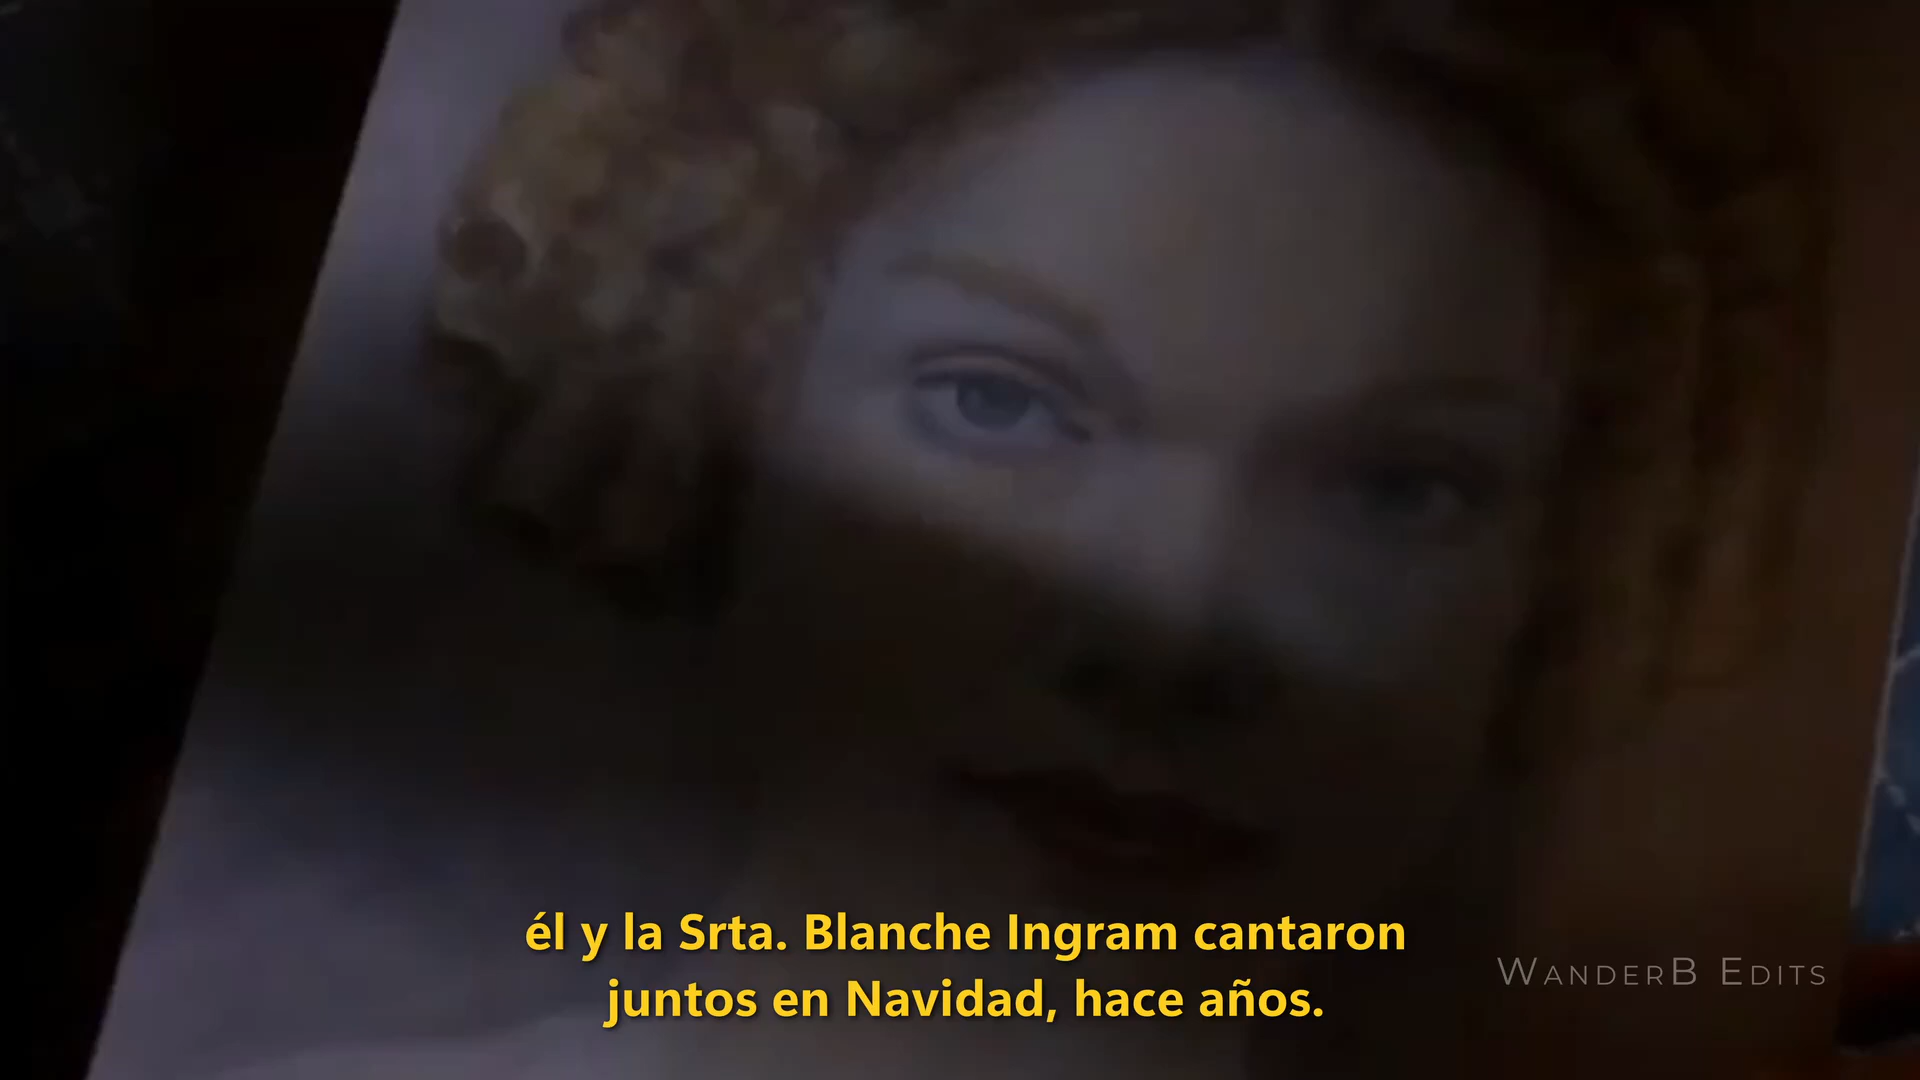 él y la Srta. Blanche Ingram cantaron
juntos en Navidad, hace años.
WANDERB EDITS